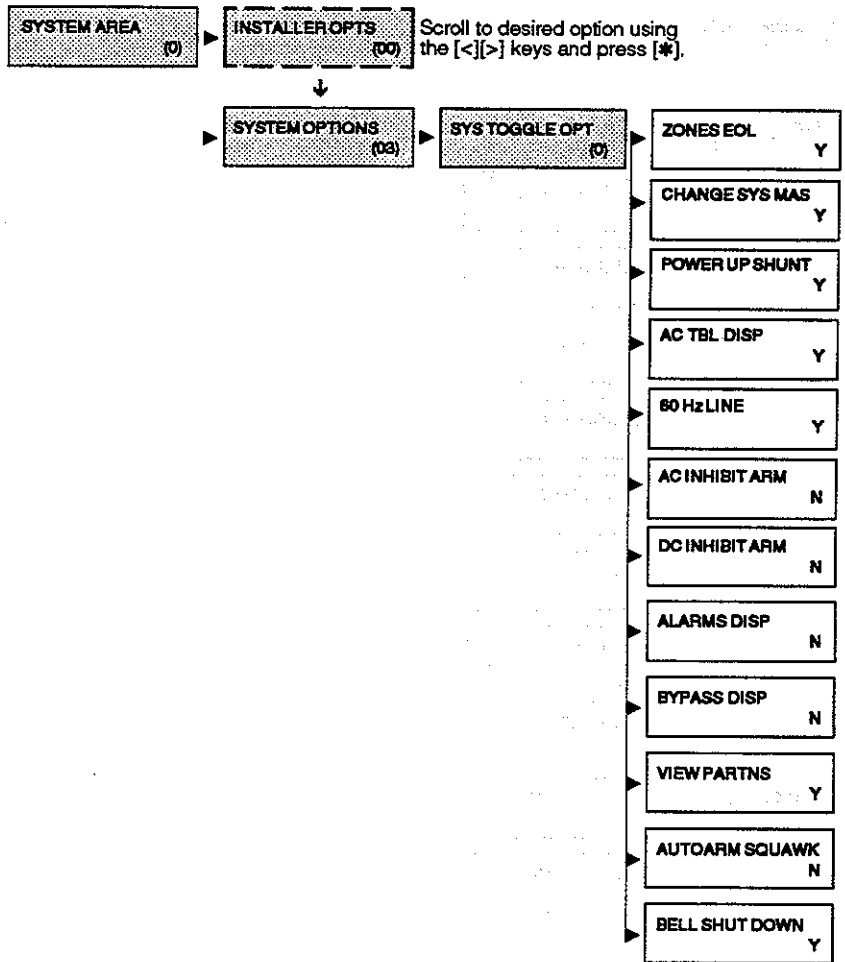 SYSTEM AREA
(0)
INSTALLER OPTS
(00)
Scroll to desired option using
the [<][>] keys and press [✱].
SYSTEM OPTIONS
(03)
SYS TOGGLE OPT
(0)
ZONES EOL
Y
CHANGE SYS MAS
Y
POWER UP SHUNT
Y
AC TBL DISP
Y
60 Hz LINE
Y
AC INHIBIT ARM
N
DC INHIBIT ARM
N
ALARMS DISP
N
BYPASS DISP
N
VIEW PARTNS
Y
AUTOARM SQUAWK
N
BELL SHUT DOWN
Y